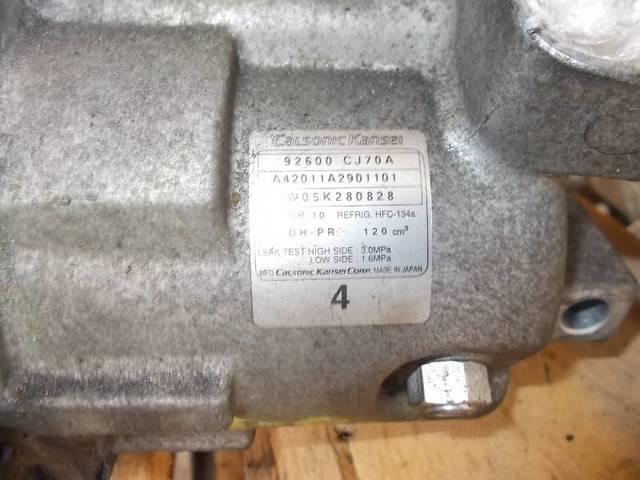 CALSONIC KANSEI
92600 CJ70A
A42011A2901101
W05K280828
CR-10 REFRIG. HFC-134a
DH-PR: 120 cm³
LEAK TEST HIGH SIDE : 3.0MPa
LOW SIDE : 1.6MPa
MFD CALSONIC KANSEI CORP. MADE IN JAPAN
4